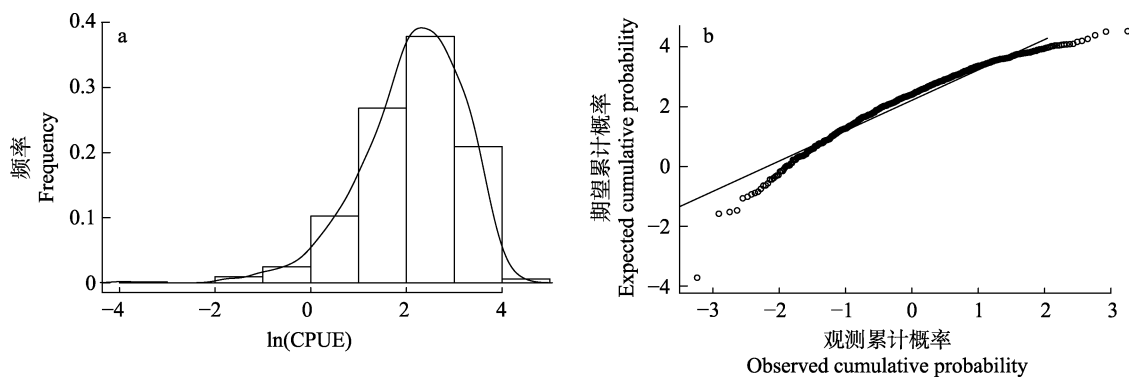 a
频率
Frequency
0.4
0.3
0.2
0.1
0
−4
−2
0
2
4
ln(CPUE)
b
期望累计概率
Expected cumulative probability
4
2
0
−2
−4
−3
−2
−1
0
1
2
3
观测累计概率
Observed cumulative probability